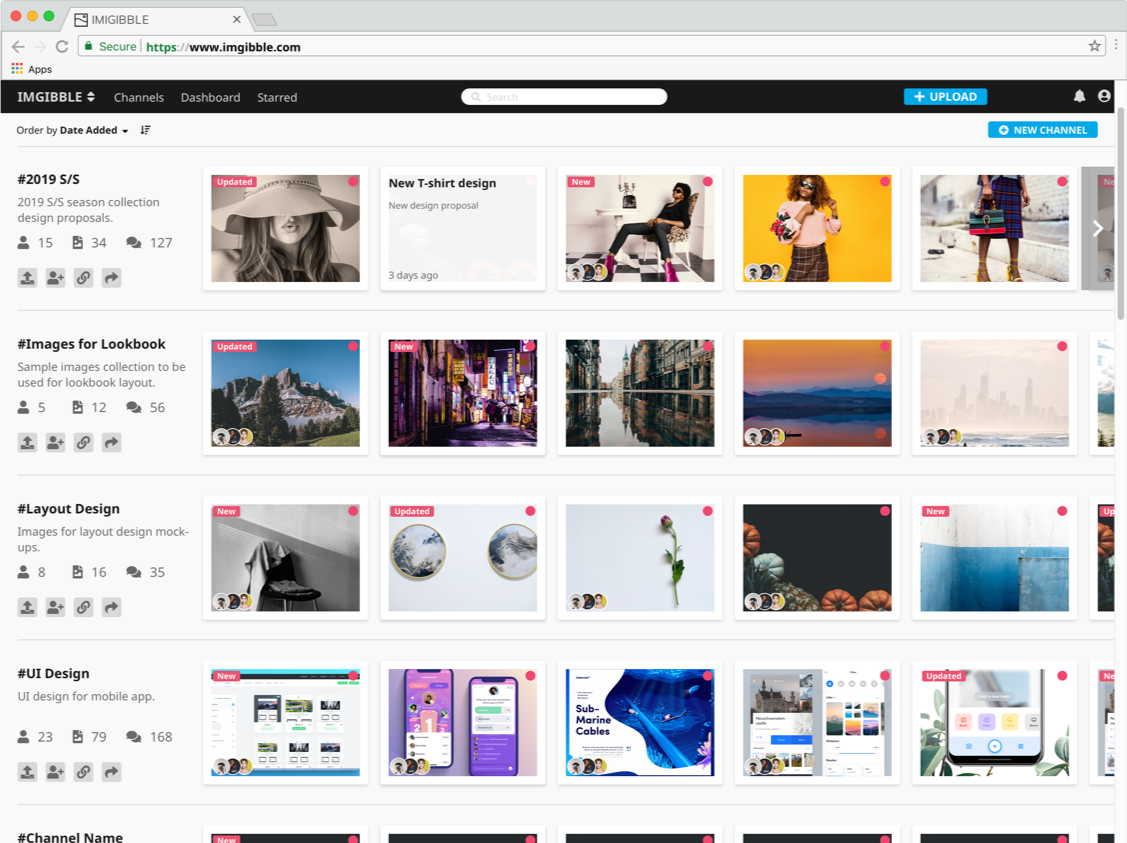 IMIGIBBLE
Secure https://www.imgibble.com
Apps
IMGIBBLE Channels Dashboard Starred Search UPLOAD
Order by Date Added NEW CHANNEL
#2019 S/S
2019 S/S season collection
design proposals.
15 34 127
Updated
New T-shirt design
New design proposal
3 days ago
New
Ne
#Images for Lookbook
Sample images collection to be
used for lookbook layout.
5 12 56
Updated
New
#Layout Design
Images for layout design mock-
ups.
8 16 35
New
Updated
New
Up
#UI Design
UI design for mobile app.
23 79 168
New
Sub-
Marine
Cables
Updated
Ne
#Channel Name
New